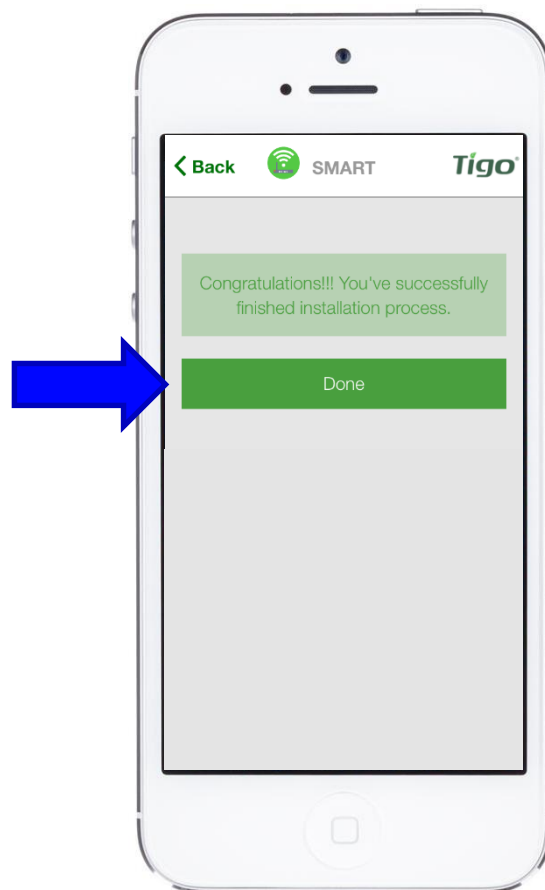 Back SMART Tigo
Congratulations!!! You've successfully
finished installation process.
Done